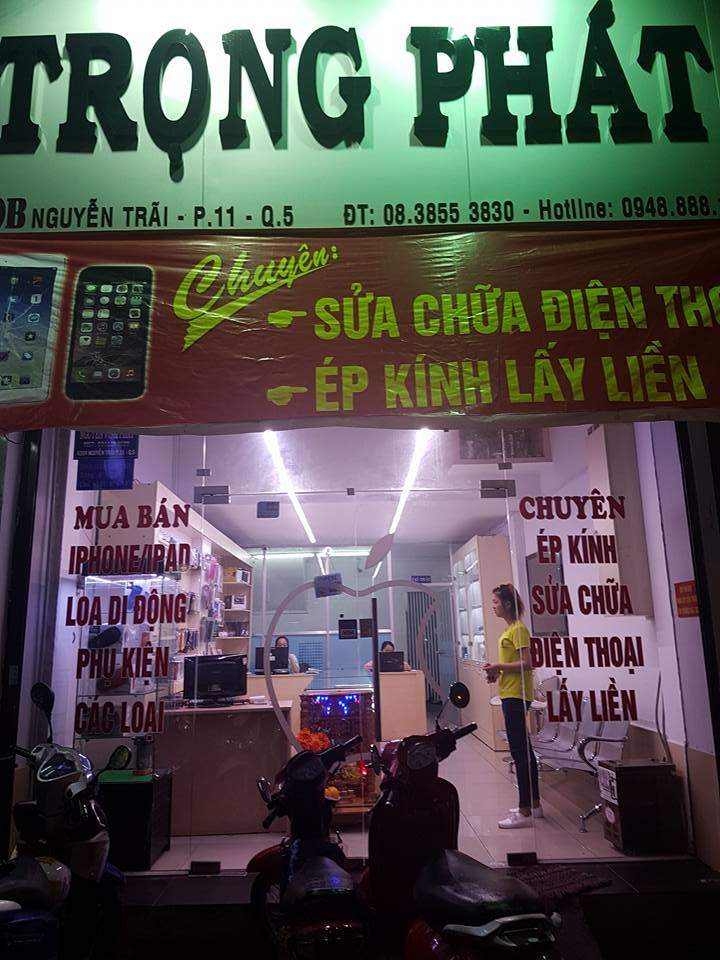 TRỌNG PHÁT
NGUYỄN TRÃI - P.11 - Q.5 ĐT: 08.3855 3830 - Hotline: 0948.888.
Chuyên:
SỬA CHỮA ĐIỆN THO
ÉP KÍNH LẤY LIỀN
MUA BÁN
IPHONE/IPAD
LOA DI ĐỘNG
PHỤ KIỆN
CÁC LOẠI
CHUYÊN
ÉP KÍNH
SỬA CHỮA
ĐIỆN THOẠI
LẤY LIỀN